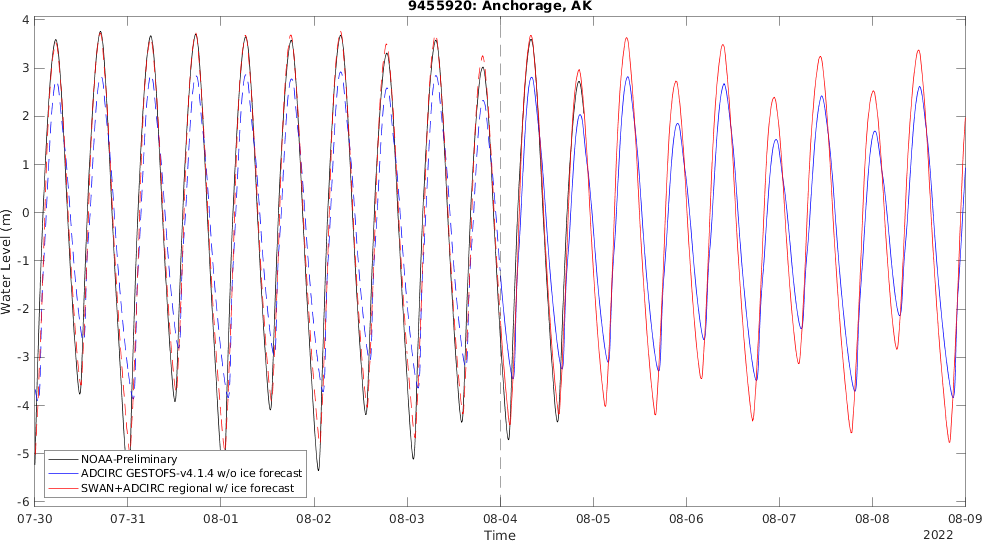 9455920: Anchorage, AK
Water Level (m)
4
3
2
1
0
-1
-2
-3
-4
-5
-6
NOAA-Preliminary
ADCIRC GESTOFS-v4.1.4 w/o ice forecast
SWAN+ADCIRC regional w/ ice forecast
07-30 07-31 08-01 08-02 08-03 08-04 08-05 08-06 08-07 08-08 08-09
Time
2022